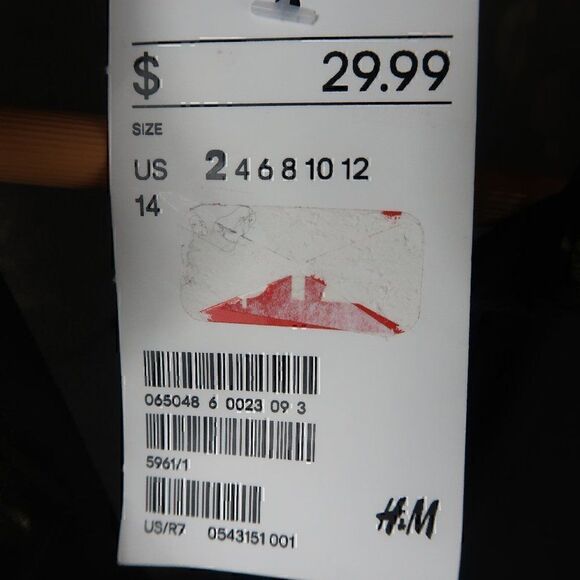 $ 29.99
SIZE
US 2 4 6 8 10 12
14
065048 6 0023 09 3
5961/1
US/R7 0543151 001
H&M